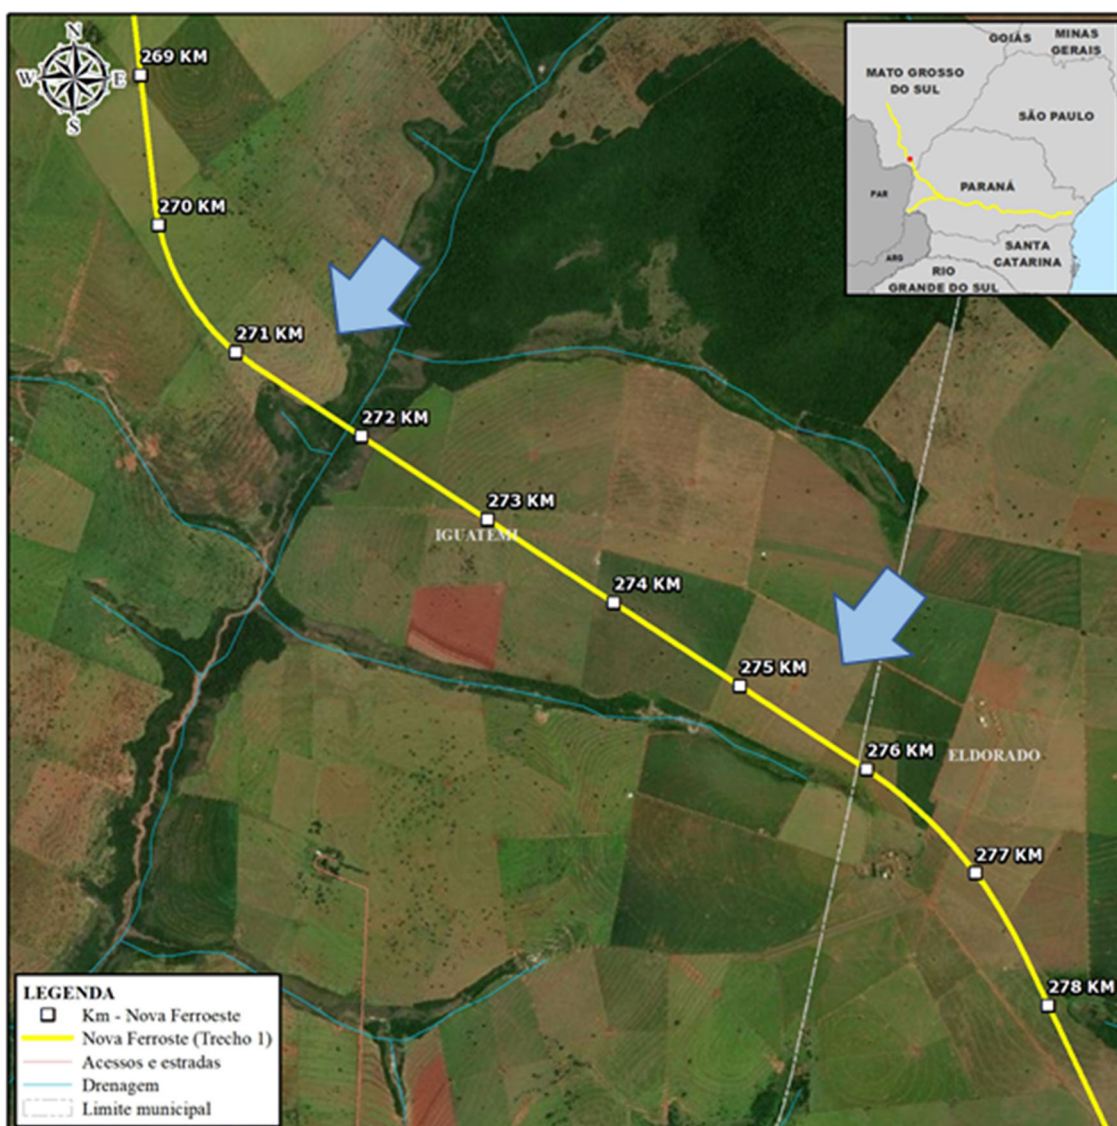 N
W
E
S
269 KM
270 KM
271 KM
272 KM
273 KM
IGUATEMI
274 KM
275 KM
276 KM
ELDORADO
277 KM
278 KM
GOIÁS
MINAS
GERAIS
MATO GROSSO
DO SUL
SÃO PAULO
PAR
PARANÁ
ARG
SANTA
CATARINA
RIO
GRANDE DO SUL
LEGENDA
Km - Nova Ferroeste
Nova Ferroste (Trecho 1)
Acessos e estradas
Drenagem
Limite municipal